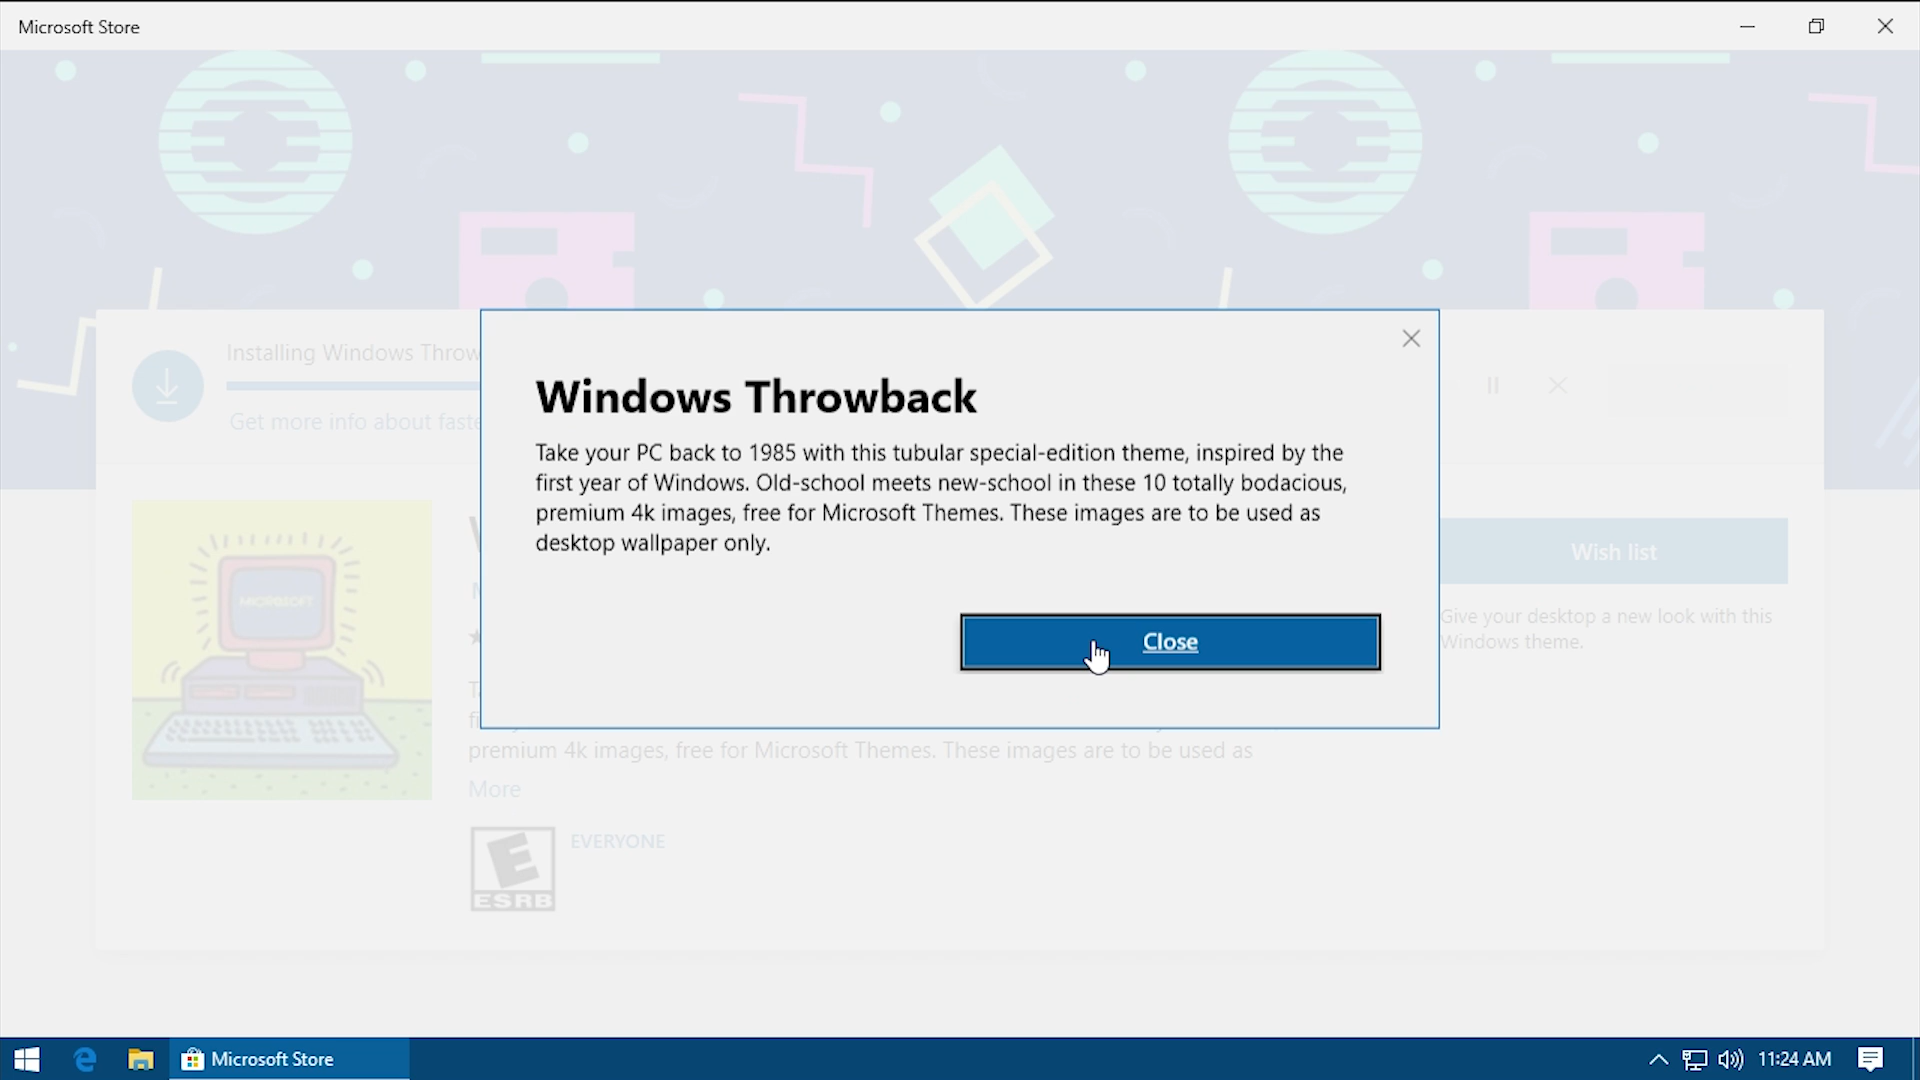 Microsoft Store
Installing Windows Throw
Get more info about faste
Windows Throwback
Take your PC back to 1985 with this tubular special-edition theme, inspired by the
first year of Windows. Old-school meets new-school in these 10 totally bodacious,
premium 4k images, free for Microsoft Themes. These images are to be used as
desktop wallpaper only.
Close
Wish list
Give your desktop a new look with this
Windows theme.
MICROSOFT
premium 4k images, free for Microsoft Themes. These images are to be used as
More
E
ESRB
EVERYONE
Microsoft Store
11:24 AM